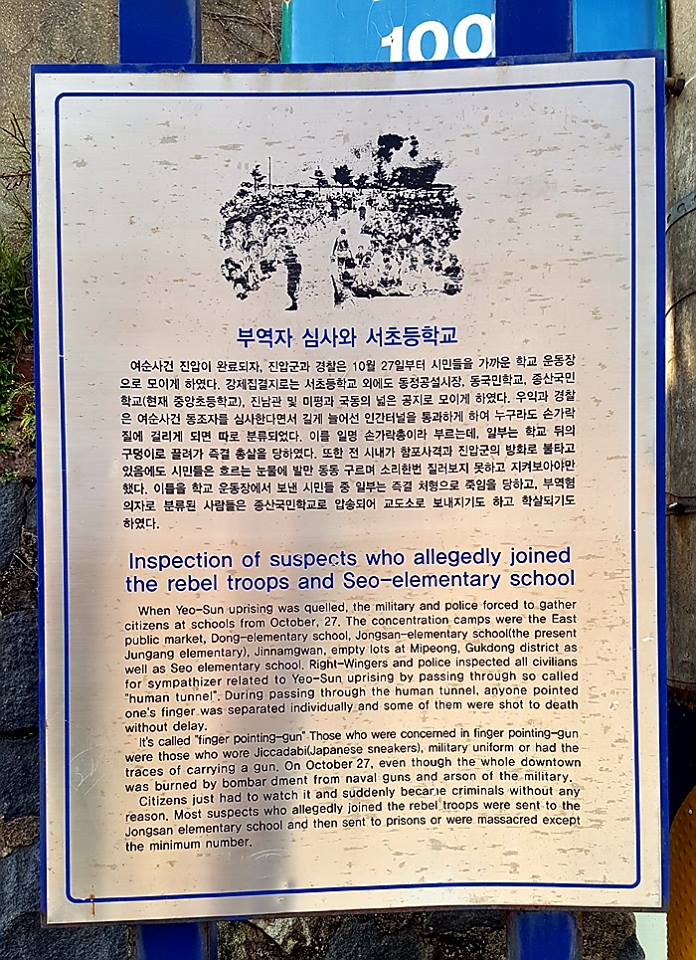 100
부역자 심사와 서초등학교
여순사건 진압이 완료되자, 진압군과 경찰은 10월 27일부터 시민들을 가까운 학교 운동장
으로 모이게 하였다. 강제집결지로는 서초등학교 외에도 동정공설시장, 동국민학교, 종산국민
학교(현재 중앙초등학교), 진남관 및 미평과 국동의 넓은 공지로 모이게 하였다. 우익과 경찰
은 여순사건 동조자를 심사한다면서 길게 늘어선 인간터널을 통과하게 하여 누구라도 손가락
질에 걸리게 되면 따로 분류되었다. 이를 일명 손가락총이라 부르는데, 일부는 학교 뒤의
구덩이로 끌려가 즉결 총살을 당하였다. 또한 전 시내가 함포사격과 진압군의 방화로 불타고
있음에도 시민들은 흐르는 눈물에 발만 동동 구르며 소리한번 질러보지 못하고 지켜보아야만
했다. 이들을 학교 운동장에서 보낸 시민들 중 일부는 즉결 처형으로 죽임을 당하고, 부역혐
의자로 분류된 사람들은 종산국민학교로 압송되어 교도소로 보내지기도 하고 학살되기도
하였다.
Inspection of suspects who allegedly joined
the rebel troops and Seo-elementary school
When Yeo-Sun uprising was quelled, the military and police forced to gather
citizens at schools from October, 27. The concentration camps were the East
public market, Dong-elementary school, Jongsan-elementary school(the present
Jungang elementary), Jinnamgwan, empty lots at Mipeong, Gukdong district as
well as Seo elementary school. Right-Wingers and police inspected all civilians
for sympathizer related to Yeo-Sun uprising by passing through so called
"human tunnel". During passing through the human tunnel, anyone pointed
one's finger was separated individually and some of them were shot to death
without delay.
It's called "finger pointing-gun" Those who were concerned in finger pointing-gun
were those who wore Jiccadabi(Japanese sneakers), military uniform or had the
traces of carrying a gun. On October 27, even though the whole downtown
was burned by bombar dment from naval guns and arson of the military.
Citizens just had to watch it and suddenly became criminals without any
reason. Most suspects who allegedly joined the rebel troops were sent to the
Jongsan elementary school and then sent to prisons or were massacred except
the minimum number.